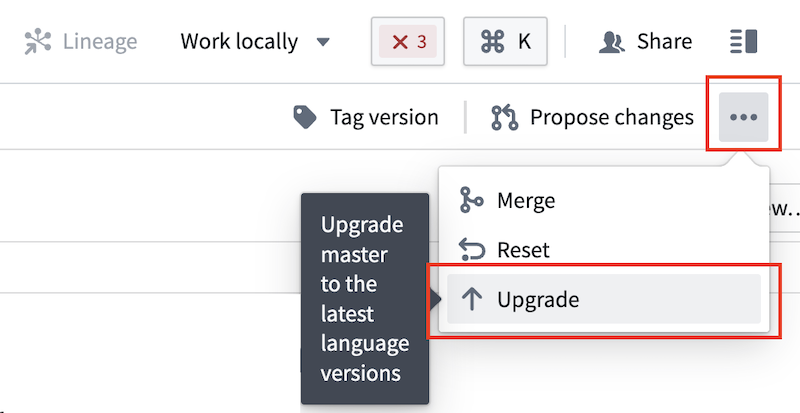 Lineage
Work locally
3
⌘ K
Share
Tag version
Propose changes
ew...
Merge
Reset
Upgrade
Upgrade
master
to the
latest
language
versions